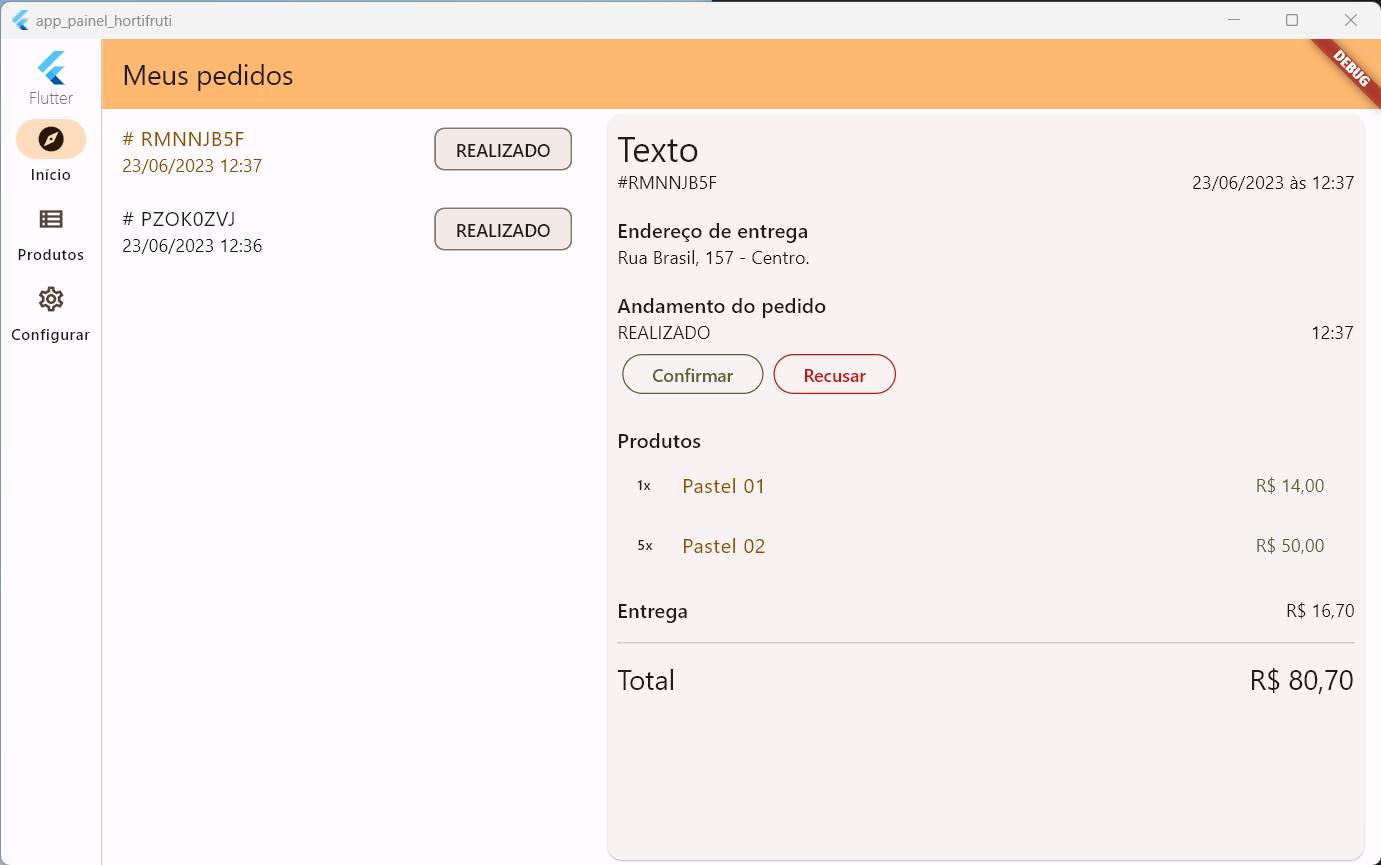 app_painel_hortifruti
Flutter
Início
Produtos
Configurar
Meus pedidos
DEBUG
# RMNNJB5F
23/06/2023 12:37
REALIZADO
# PZOK0ZVJ
23/06/2023 12:36
REALIZADO
Texto
#RMNNJB5F 23/06/2023 às 12:37
Endereço de entrega
Rua Brasil, 157 - Centro.
Andamento do pedido
REALIZADO 12:37
Confirmar Recusar
Produtos
1x Pastel 01 R$ 14,00
5x Pastel 02 R$ 50,00
Entrega R$ 16,70
Total R$ 80,70